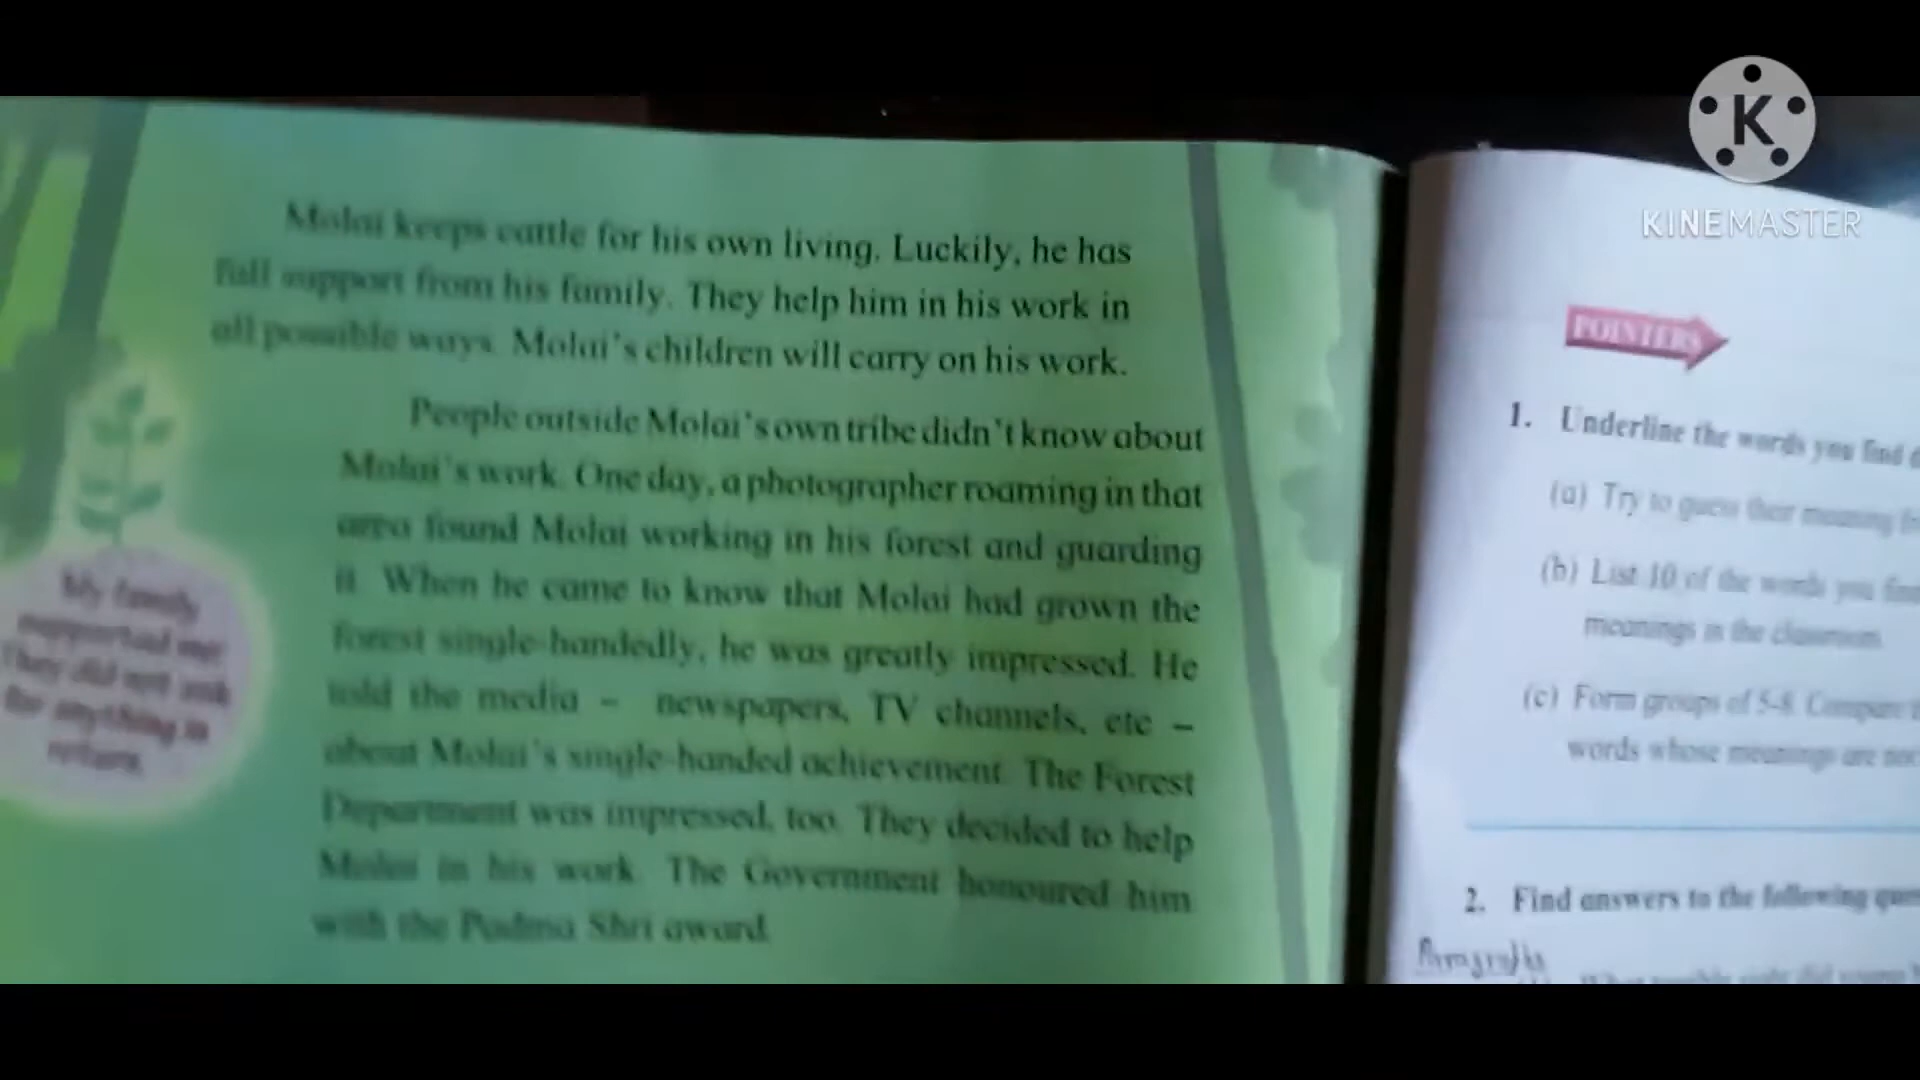 Molai keeps cattle for his own living. Luckily, he has
full support from his family. They help him in his work in
all possible ways. Molai's children will carry on his work.
People outside Molai's own tribe didn't know about
Molai's work. One day, a photographer roaming in that
area found Molai working in his forest and guarding
it. When he came to know that Molai had grown the
forest single-handedly, he was greatly impressed. He
told the media – newspapers, TV channels, etc –
about Molai's single-handed achievement. The Forest
Department was impressed, too. They decided to help
Molai in his work. The Government honoured him
with the Padma Shri award.
My family
supported me.
They did not ask
for anything in
return.
K
KINEMASTER
POINTERS
1. Underline the words you find
(a) Try to guess their meaning
(b) List 10 of the words you find
meanings in the classroom.
(c) Form groups of 5-8. Compare
words whose meanings are not
2. Find answers to the following
Paragraphs